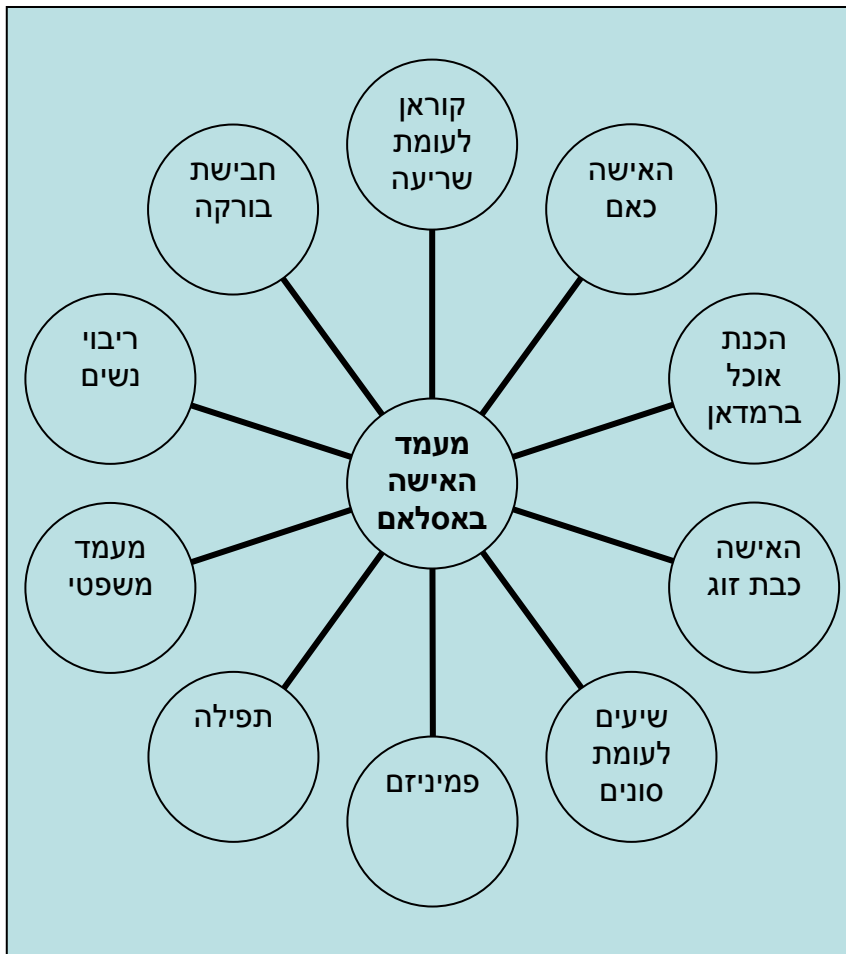 קוראן
לעומת
שריעה
האישה
כאם
הכנת
אוכל
ברמדאן
האישה
כבת זוג
שיעים
לעומת
סונים
פמיניזם
תפילה
מעמד
משפטי
ריבוי
נשים
חבישת
בורקה
מעמד
האישה
באסלאם